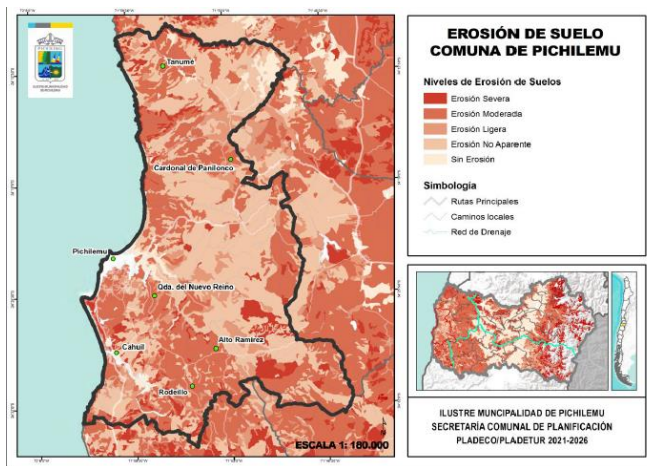 PICHILEMU
Tanumé
Cardonal de Panilonco
Pichilemu
Qda. del Nuevo Reino
Cahuil
Alto Ramírez
Rodeillo
ESCALA 1: 180.000
EROSIÓN DE SUELO
COMUNA DE PICHILEMU
Niveles de Erosión de Suelos
Erosión Severa
Erosión Moderada
Erosión Ligera
Erosión No Aparente
Sin Erosión
Simbología
Rutas Principales
Caminos locales
Red de Drenaje
ILUSTRE MUNICIPALIDAD DE PICHILEMU
SECRETARÍA COMUNAL DE PLANIFICACIÓN
PLADECO/PLADETUR 2021-2026